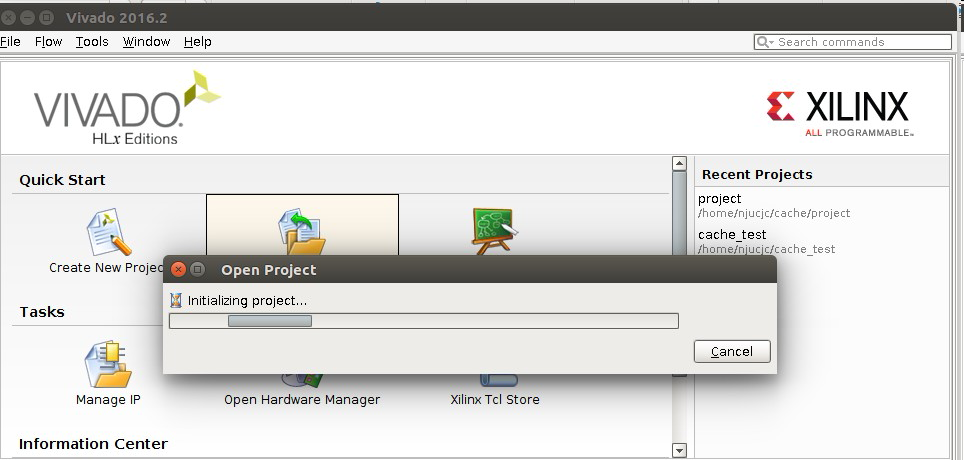 Vivado 2016.2
File Flow Tools Window Help
Search commands
VIVADO.
HLx Editions
XILINX
ALL PROGRAMMABLE™
Quick Start
Create New Projec
Tasks
Manage IP
Open Hardware Manager
Xilinx Tcl Store
Information Center
Recent Projects
project
/home/njucjc/cache/project
cache_test
/home/njucjc/cache_test
Open Project
Initializing project...
Cancel